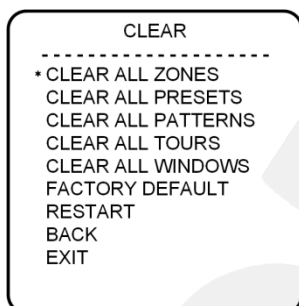 CLEAR
- - - - - - - - - - - - - - - - - - - -
* CLEAR ALL ZONES
CLEAR ALL PRESETS
CLEAR ALL PATTERNS
CLEAR ALL TOURS
CLEAR ALL WINDOWS
FACTORY DEFAULT
RESTART
BACK
EXIT